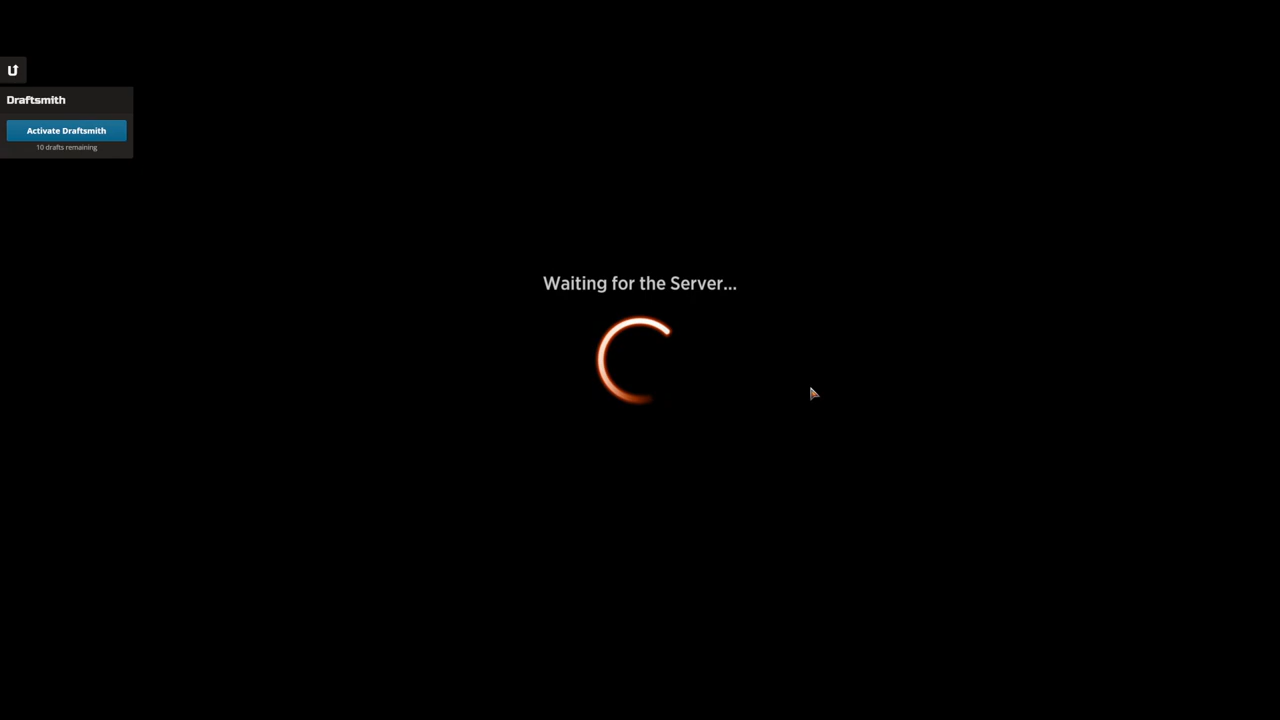 Draftsmith
Activate Draftsmith
10 drafts remaining
Waiting for the Server...